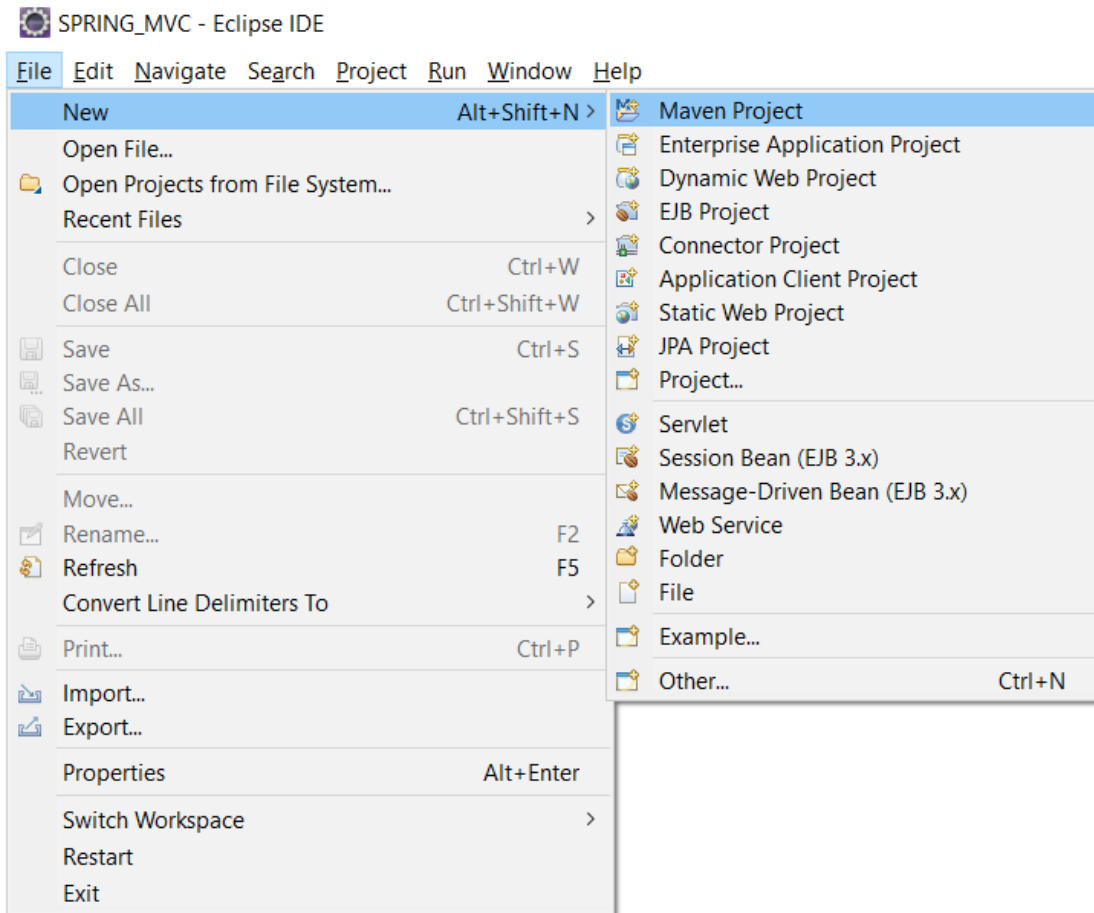 SPRING_MVC - Eclipse IDE
File Edit Navigate Search Project Run Window Help
New Alt+Shift+N >
Open File...
Open Projects from File System...
Recent Files >
Close Ctrl+W
Close All Ctrl+Shift+W
Save Ctrl+S
Save As...
Save All Ctrl+Shift+S
Revert
Move...
Rename... F2
Refresh F5
Convert Line Delimiters To >
Print... Ctrl+P
Import...
Export...
Properties Alt+Enter
Switch Workspace >
Restart
Exit
Maven Project
Enterprise Application Project
Dynamic Web Project
EJB Project
Connector Project
Application Client Project
Static Web Project
JPA Project
Project...
Servlet
Session Bean (EJB 3.x)
Message-Driven Bean (EJB 3.x)
Web Service
Folder
File
Example...
Other... Ctrl+N